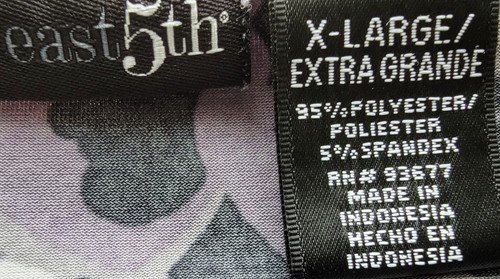 east5th®
X-LARGE/
EXTRA GRANDE
95% POLYESTER/
POLIESTER
5% SPANDEX
RN# 93677
MADE IN
INDONESIA
HECHO EN
INDONESIA